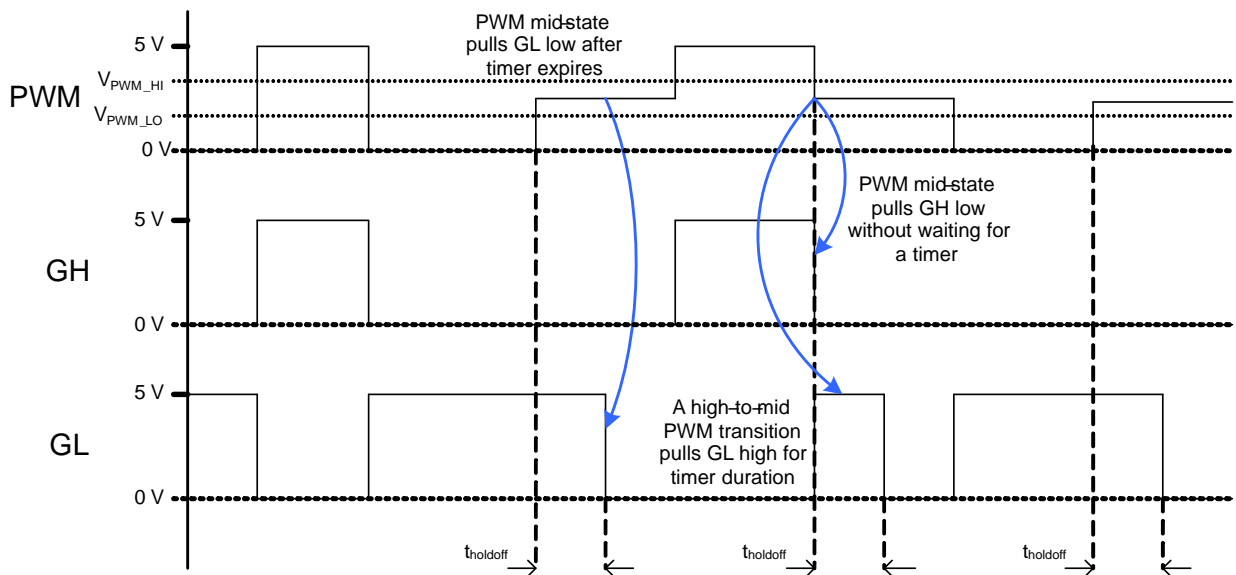 PWM mid-state
pulls GL low after
timer expires
5 V
VPWM_HI
PWM
VPWM_LO
0 V
PWM mid-state
pulls GH low
without waiting for
a timer
5 V
GH
0 V
5 V
A high-to-mid
PWM transition
pulls GL high for
timer duration
GL
0 V
tholdoff
tholdoff
tholdoff